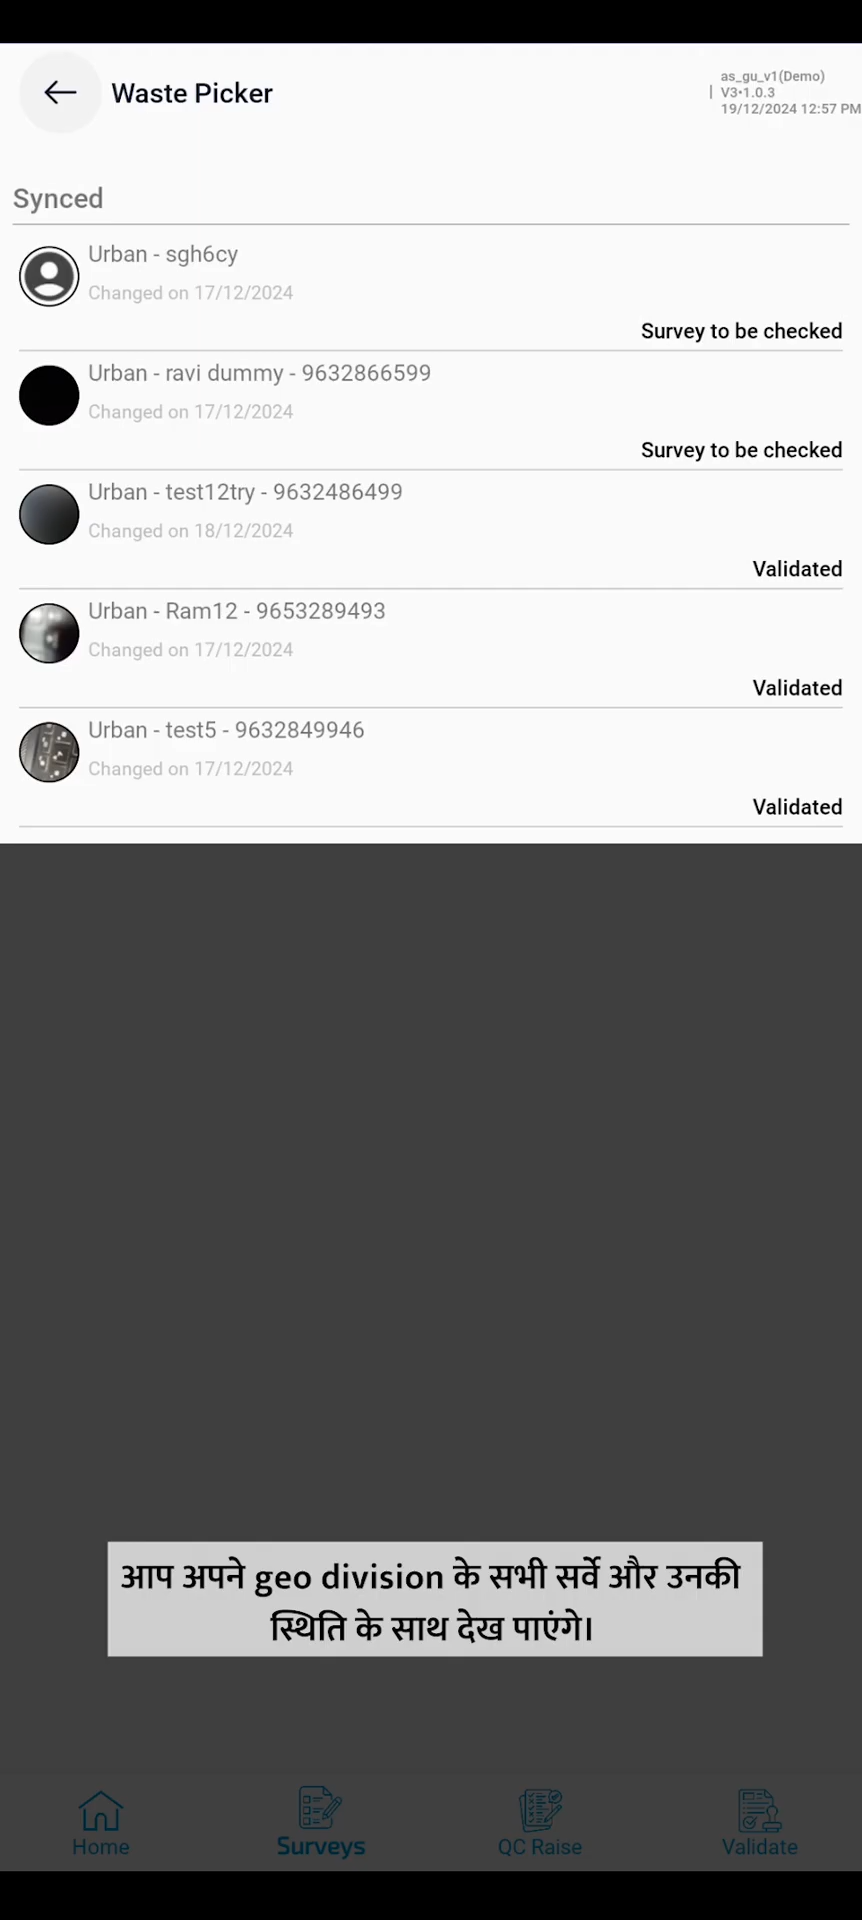 Waste Picker
as_gu_v1(Demo)
| V3•1.0.3
19/12/2024 12:57 PM
Synced
Urban - sgh6cy
Changed on 17/12/2024
Survey to be checked
Urban - ravi dummy - 9632866599
Changed on 17/12/2024
Survey to be checked
Urban - test12try - 9632486499
Changed on 18/12/2024
Validated
Urban - Ram12 - 9653289493
Changed on 17/12/2024
Validated
Urban - test5 - 9632849946
Changed on 17/12/2024
Validated
आप अपने geo division के सभी सर्वे और उनकी
स्थिति के साथ देख पाएंगे।
Home
Surveys
QC Raise
Validate